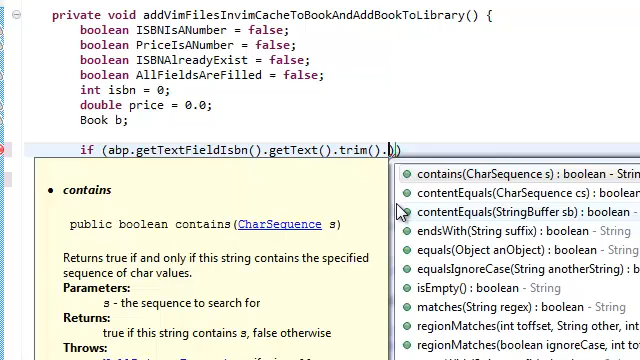 private void addVimFilesInvimCacheToBookAndAddBookToLibrary() {
boolean ISBNIsANumber = false;
boolean PriceIsANumber = false;
boolean ISBNAlreadyExist = false;
boolean AllFieldsAreFilled = false;
int isbn = 0;
double price = 0.0;
Book b;
if (abp.getTextFieldIsbn().getText().trim().))
contains
public boolean contains(CharSequence s)
Returns true if and only if this string contains the specified
sequence of char values.
Parameters:
s - the sequence to search for
Returns:
true if this string contains s, false otherwise
Throws:
contains(CharSequence s) : boolean - Strin
contentEquals(CharSequence cs) : boolean
contentEquals(StringBuffer sb) : boolean -
endsWith(String suffix) : boolean - String
equals(Object anObject) : boolean - String
equalsIgnoreCase(String anotherString) : b
isEmpty() : boolean - String
matches(String regex) : boolean - String
regionMatches(int toffset, String other, int
regionMatches(boolean ignoreCase, int to